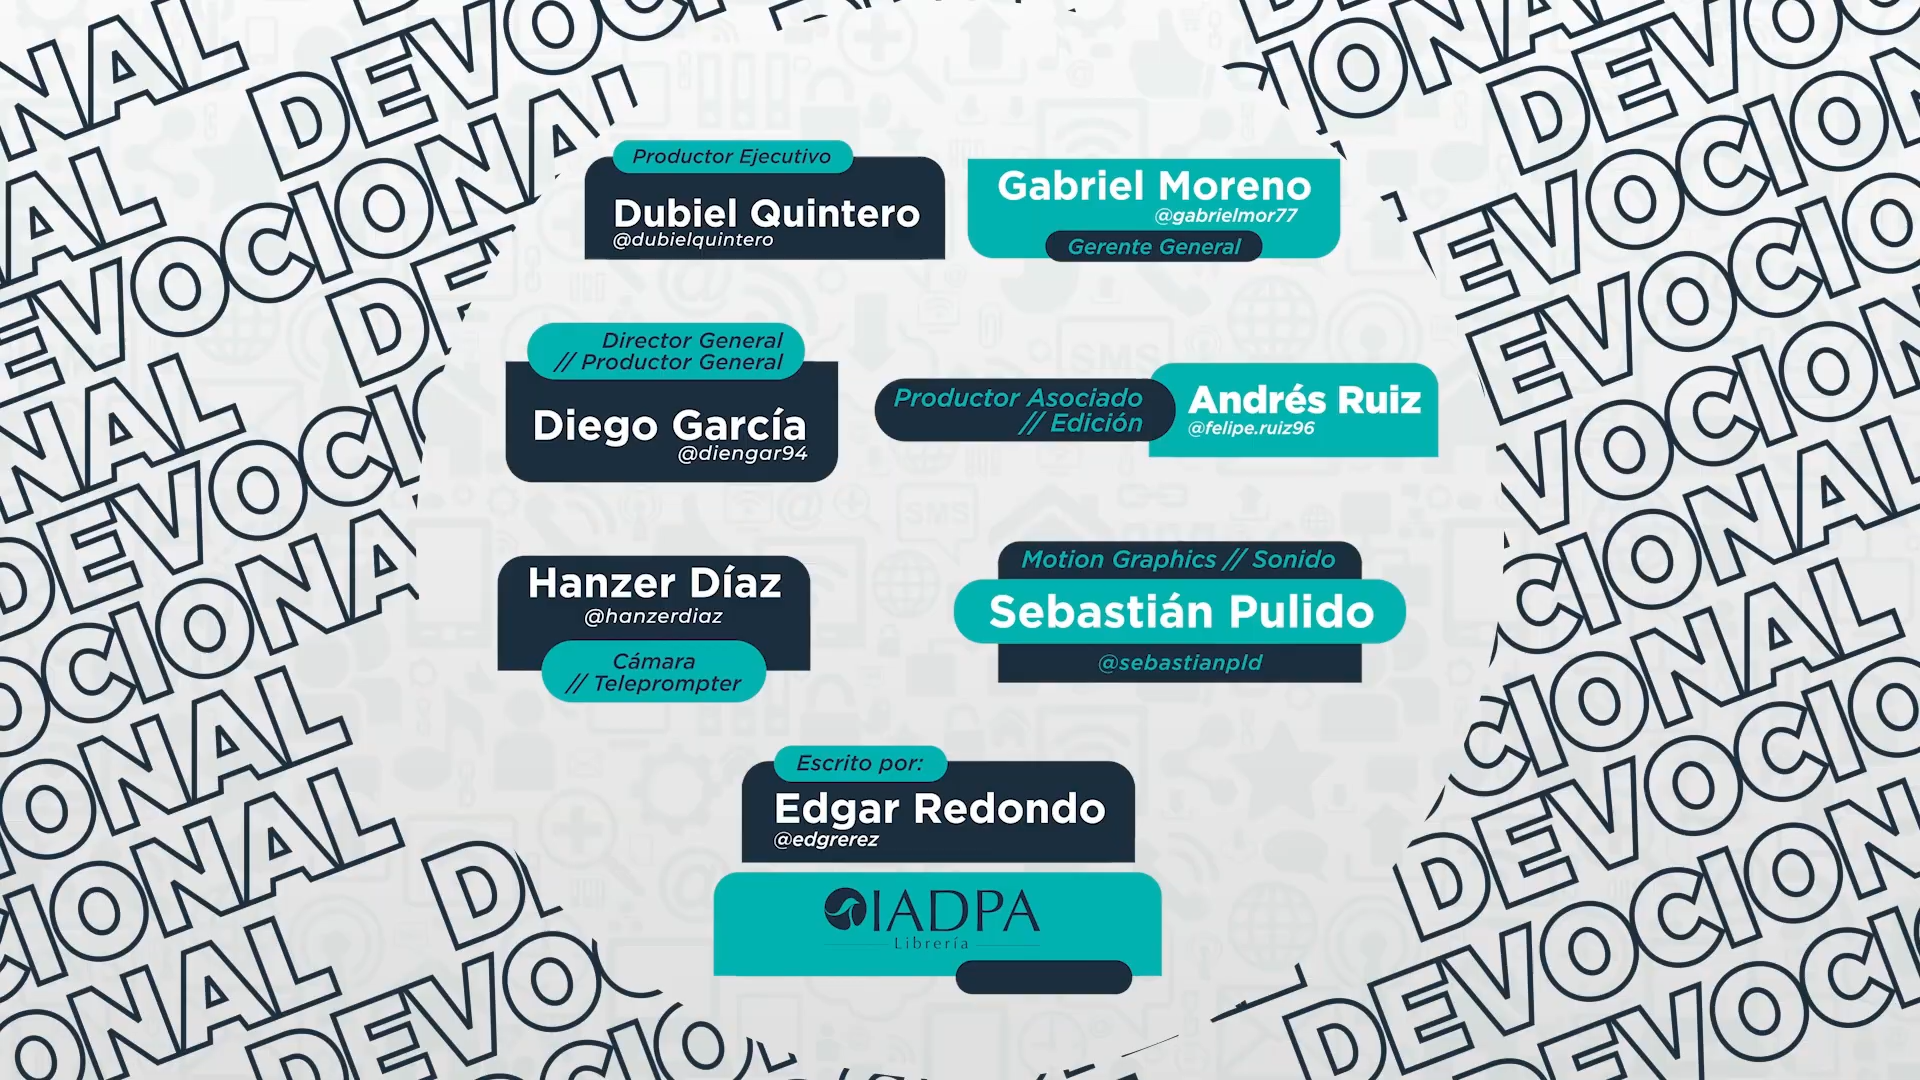 Productor Ejecutivo
Dubiel Quintero
@dubielquintero
Gabriel Moreno
@gabrielmor77
Gerente General
Director General
// Productor General
Diego García
@diengar94
Productor Asociado
// Edición
Andrés Ruiz
@felipe.ruiz96
Hanzer Díaz
@hanzerdiaz
Cámara
// Teleprompter
Motion Graphics // Sonido
Sebastián Pulido
@sebastianpld
Escrito por:
Edgar Redondo
@edgrerez
IADPA
Librería
DEVOCIONAL
SMS
SMS